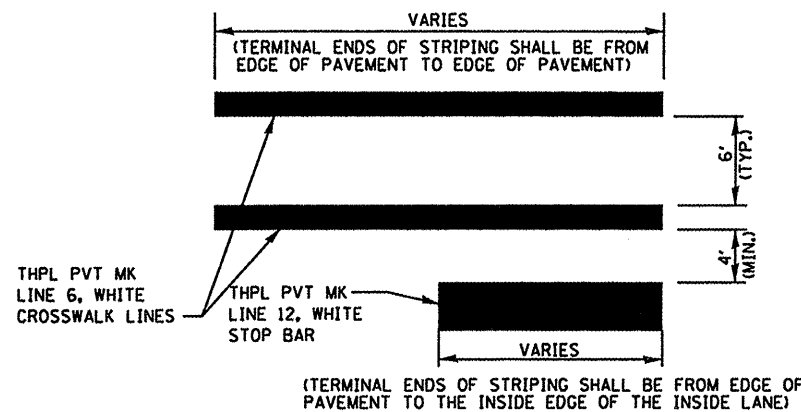 VARIES
(TERMINAL ENDS OF STRIPING SHALL BE FROM
EDGE OF PAVEMENT TO EDGE OF PAVEMENT)
6'
(TYP.)
4'
(MIN.)
THPL PVT MK
LINE 6, WHITE
CROSSWALK LINES
THPL PVT MK
LINE 12, WHITE
STOP BAR
VARIES
(TERMINAL ENDS OF STRIPING SHALL BE FROM EDGE OF
PAVEMENT TO THE INSIDE EDGE OF THE INSIDE LANE)